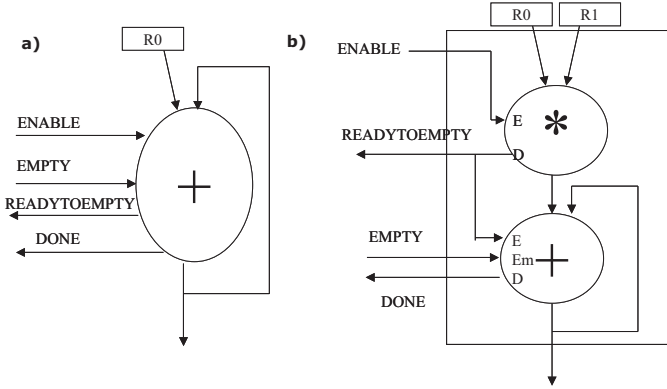 a)
R0
ENABLE
EMPTY
READYTOEMPTY
DONE
+
b)
R0
R1
ENABLE
E
*
READYTOEMPTY
D
EMPTY
E
Em
+
D
DONE